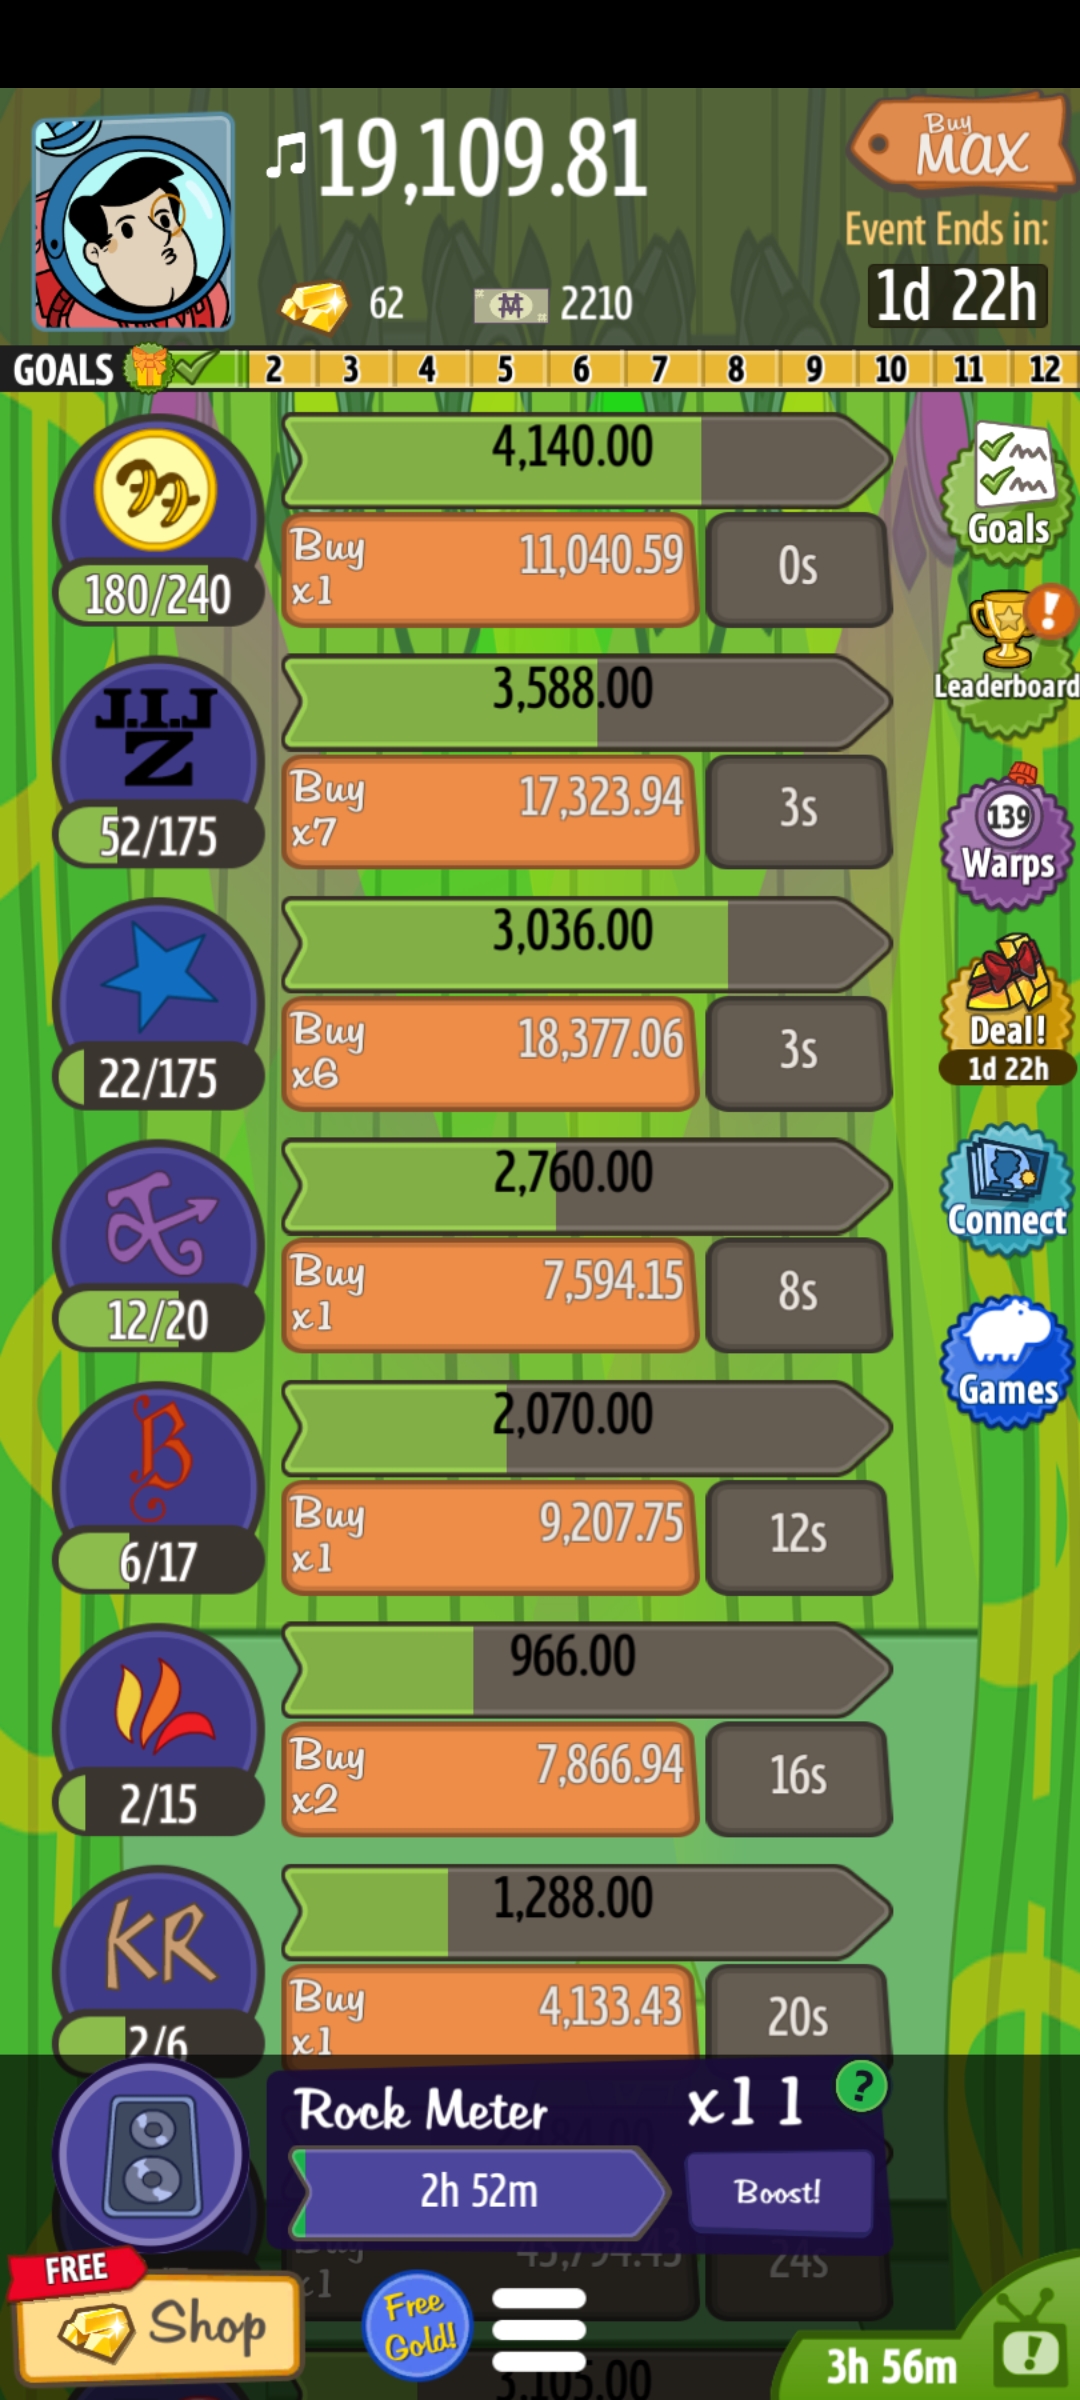 19,109.81
Buy
MAX
Event Ends in:
1d 22h
62
2210
GOALS 2 3 4 5 6 7 8 9 10 11 12
4,140.00
Buy
x1
11,040.59
0s
180/240
Goals
J.I.J
Z
3,588.00
Buy
x7
17,323.94
3s
52/175
Leaderboard
139
Warps
3,036.00
Buy
x6
18,377.06
3s
22/175
Deal!
1d 22h
2,760.00
Buy
x1
7,594.15
8s
12/20
Connect
B
2,070.00
Buy
x1
9,207.75
12s
6/17
Games
966.00
Buy
x2
7,866.94
16s
2/15
KR
1,288.00
Buy
x1
4,133.43
20s
2/6
Rock Meter
x11
?
2h 52m
Boost!
Buy
x1
24s
FREE
Shop
Free
Gold!
3,105.00
3h 56m